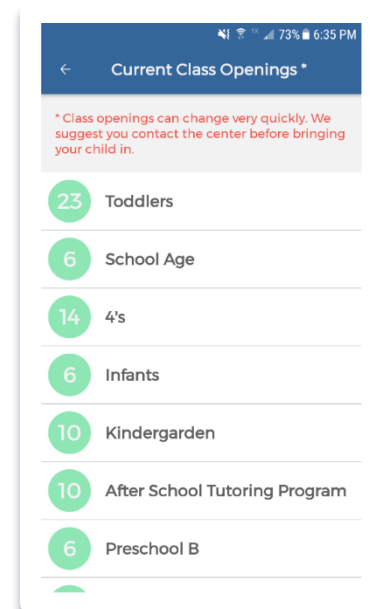 73% 6:35 PM
Current Class Openings *
* Class openings can change very quickly. We
suggest you contact the center before bringing
your child in.
23 Toddlers
6 School Age
14 4's
6 Infants
10 Kindergarden
10 After School Tutoring Program
6 Preschool B